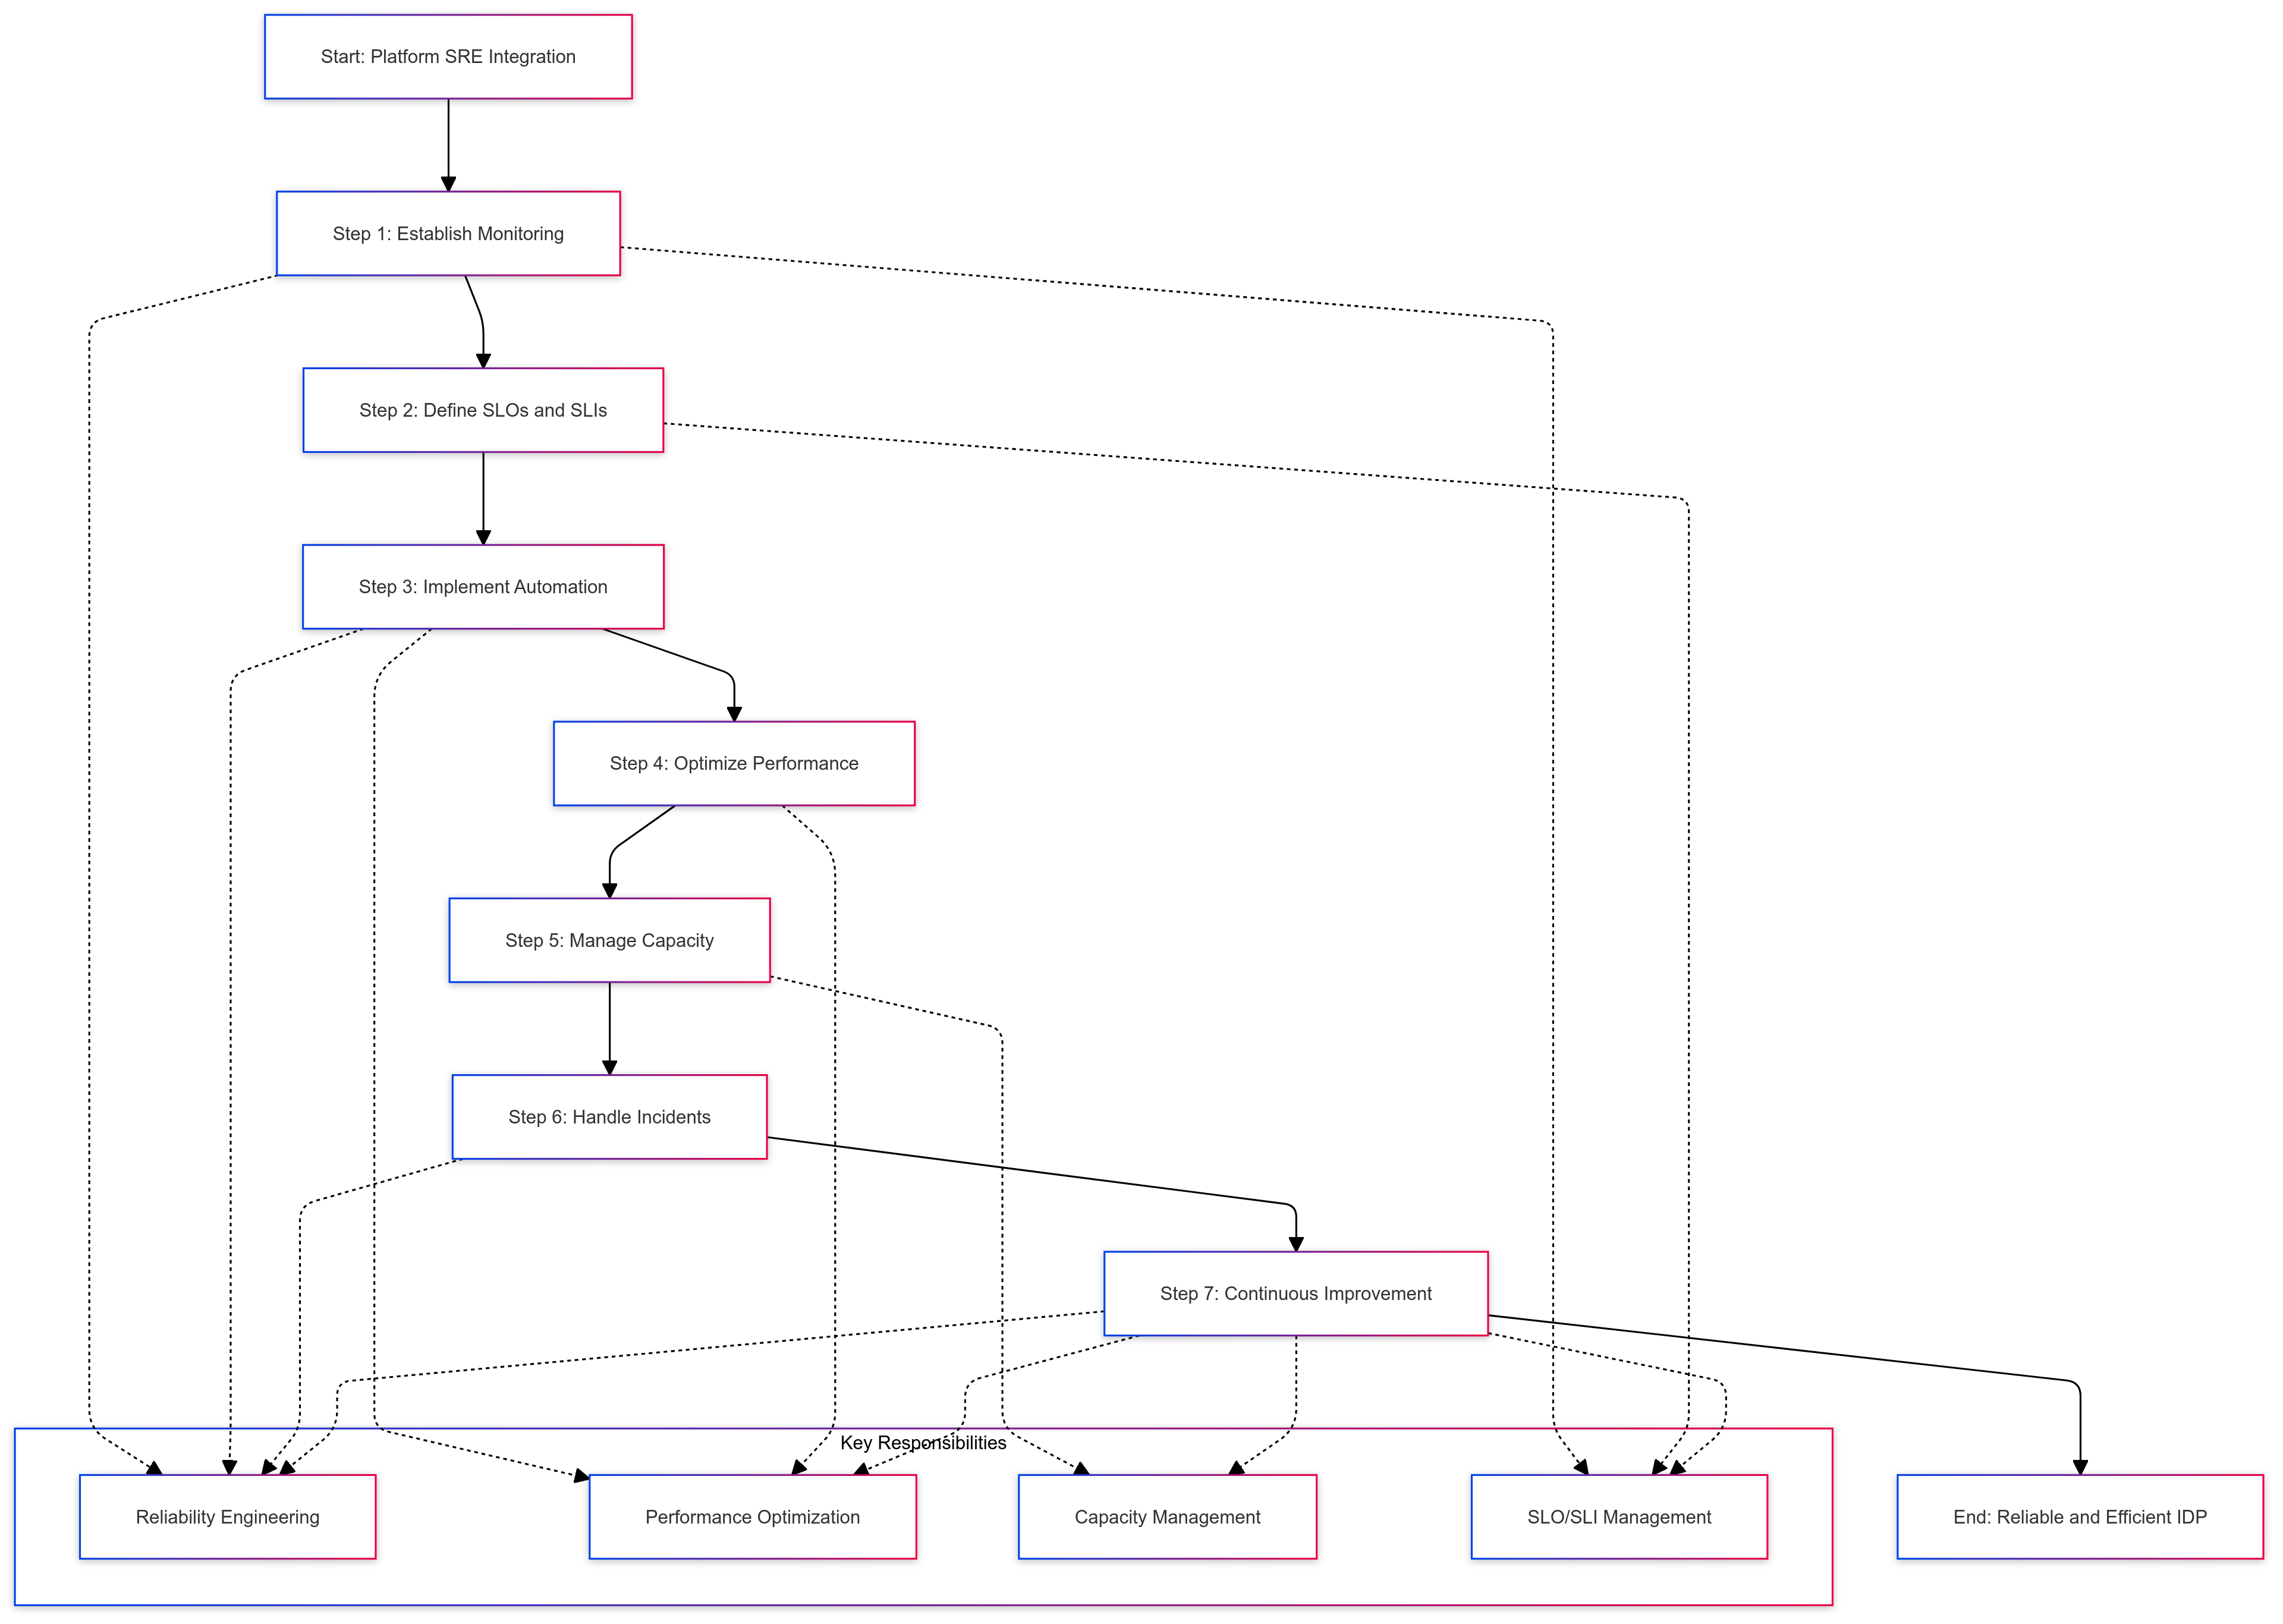 Start: Platform SRE Integration
Step 1: Establish Monitoring
Step 2: Define SLOs and SLIs
Step 3: Implement Automation
Step 4: Optimize Performance
Step 5: Manage Capacity
Step 6: Handle Incidents
Step 7: Continuous Improvement
Key Responsibilities
Reliability Engineering
Performance Optimization
Capacity Management
SLO/SLI Management
End: Reliable and Efficient IDP